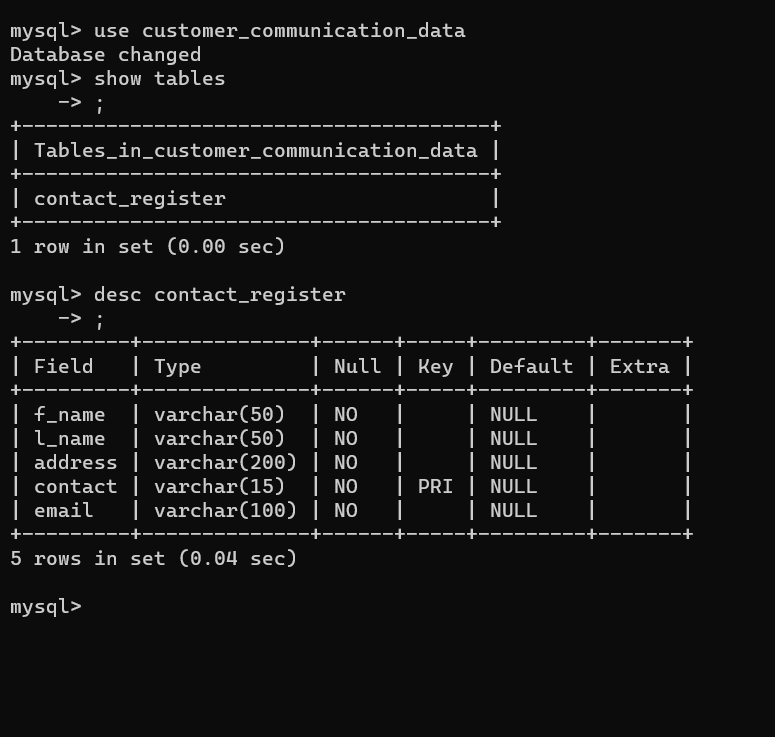 mysql> use customer_communication_data
Database changed
mysql> show tables
    -> ;
+---------------------------------------+
| Tables_in_customer_communication_data |
+---------------------------------------+
| contact_register                      |
+---------------------------------------+
1 row in set (0.00 sec)

mysql> desc contact_register
    -> ;
+---------+--------------+------+-----+---------+-------+
| Field   | Type         | Null | Key | Default | Extra |
+---------+--------------+------+-----+---------+-------+
| f_name  | varchar(50)  | NO   |     | NULL    |       |
| l_name  | varchar(50)  | NO   |     | NULL    |       |
| address | varchar(200) | NO   |     | NULL    |       |
| contact | varchar(15)  | NO   | PRI | NULL    |       |
| email   | varchar(100) | NO   |     | NULL    |       |
+---------+--------------+------+-----+---------+-------+
5 rows in set (0.04 sec)

mysql>